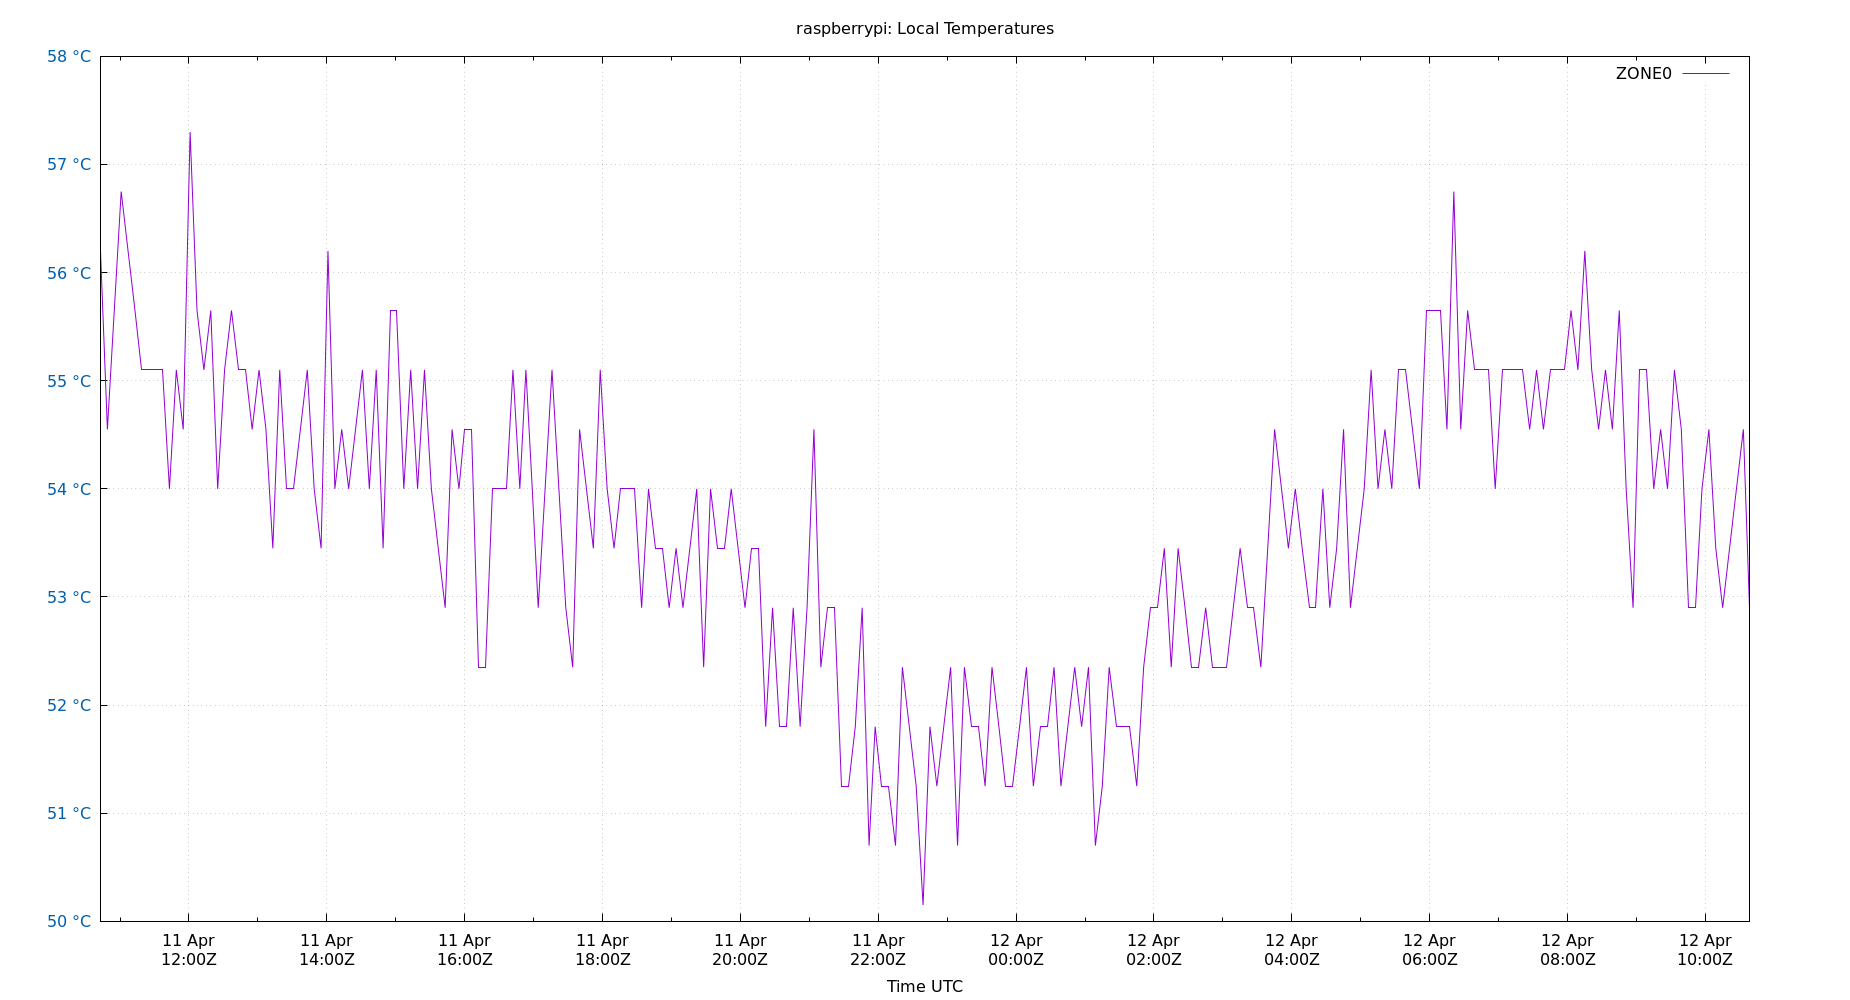 raspberrypi: Local Temperatures
58 °C
ZONE0
57 °C
56 °C
55 °C
54 °C
53 °C
52 °C
51 °C
50 °C
11 Apr 11 Apr 11 Apr 11 Apr 11 Apr 11 Apr 12 Apr 12 Apr 12 Apr 12 Apr 12 Apr 12 Apr
12:00Z 14:00Z 16:00Z 18:00Z 20:00Z 22:00Z 00:00Z 02:00Z 04:00Z 06:00Z 08:00Z 10:00Z
Time UTC